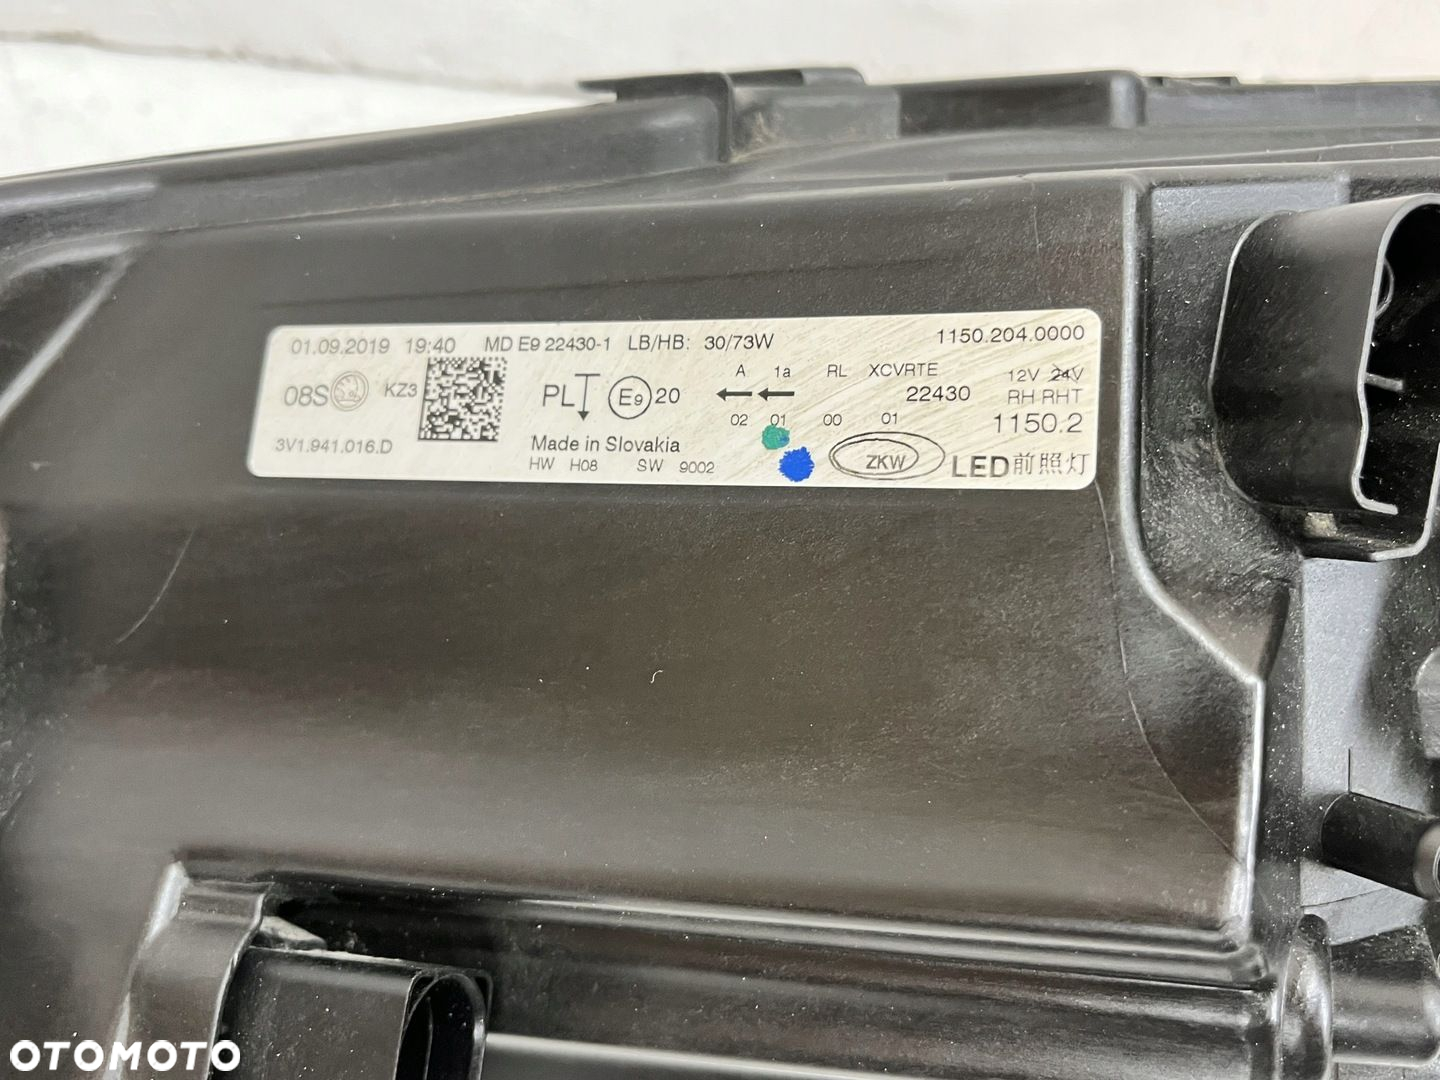 01.09.2019 19:40 MD E9 22430-1 LB/HB: 30/73W 1150.204.0000
A 1a RL XCVRTE 12V 24V
08S KZ3 PL E9 20 22430 RH RHT
02 01 00 01 1150.2
3V1.941.016.D Made in Slovakia
HW H08 SW 9002 ZKW LED前照灯
OTOMOTO